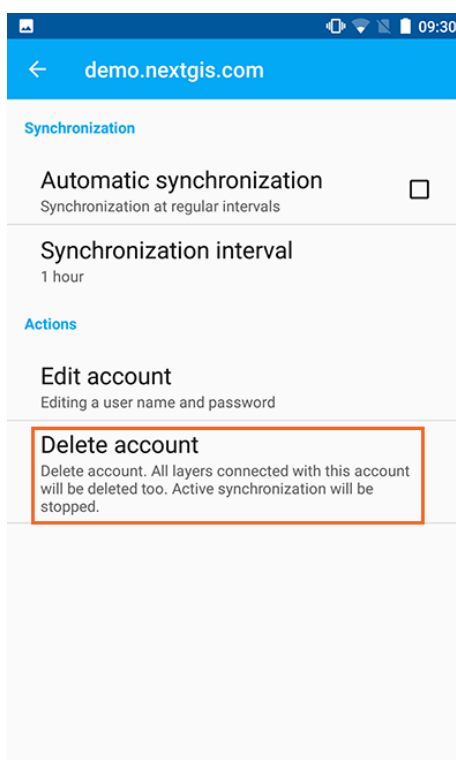 09:30
demo.nextgis.com
Synchronization
Automatic synchronization
Synchronization at regular intervals
Synchronization interval
1 hour
Actions
Edit account
Editing a user name and password
Delete account
Delete account. All layers connected with this account
will be deleted too. Active synchronization will be
stopped.